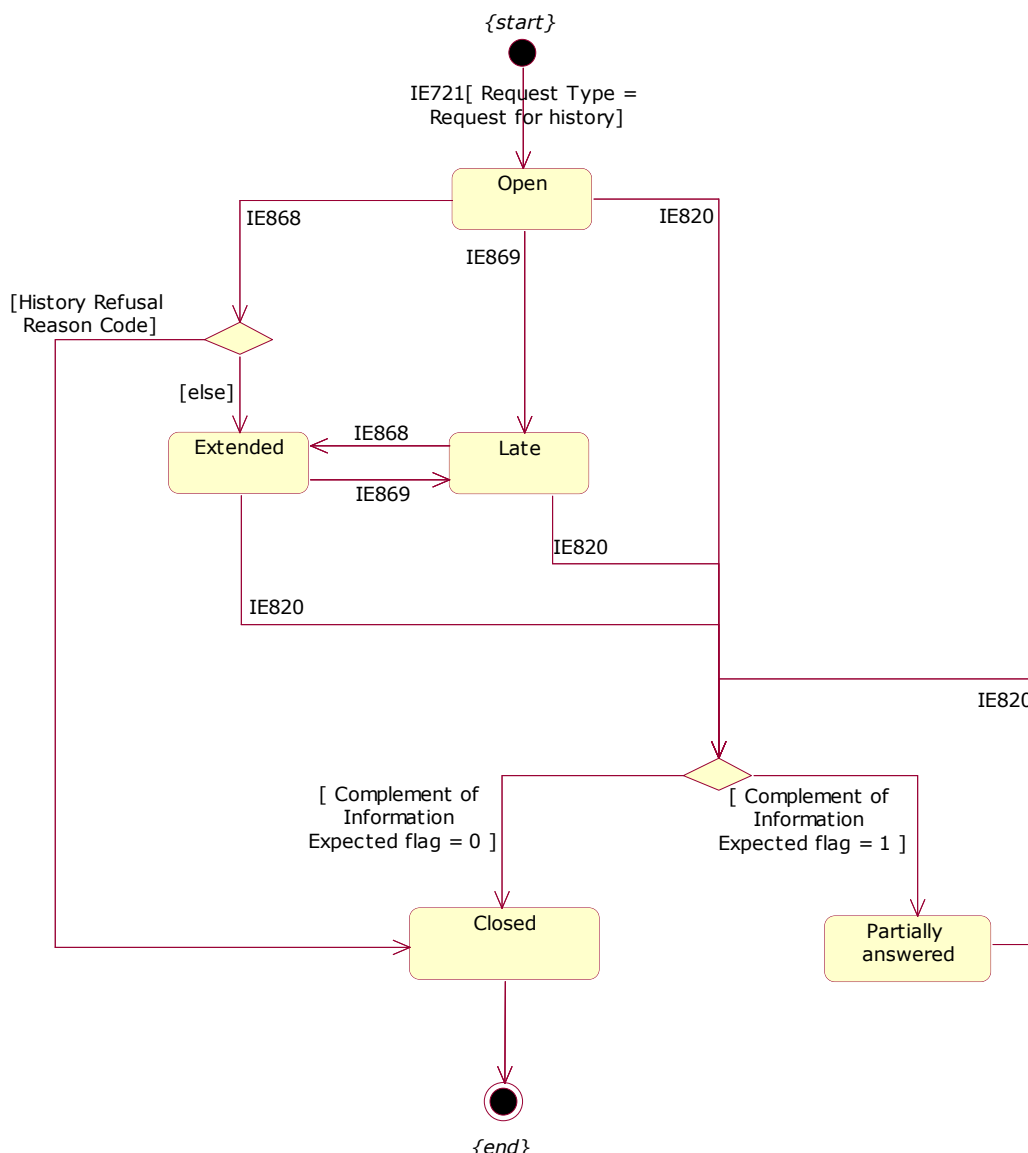 {start}
IE721[ Request Type =
Request for history]
Open
IE868
IE820
IE869
[History Refusal
Reason Code]
[else]
Extended
IE868
Late
IE869
IE820
IE820
IE820
[ Complement of
Information
Expected flag = 0 ]
[ Complement of
Information
Expected flag = 1 ]
Closed
Partially
answered
{end}